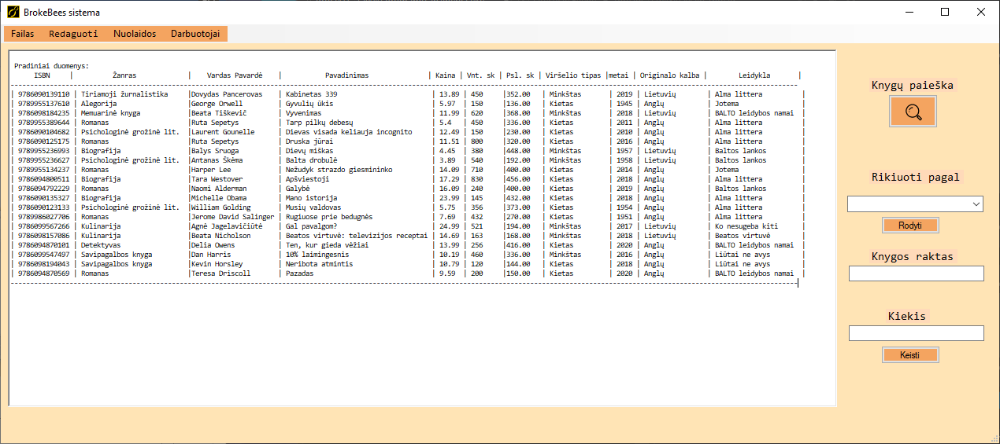 BrokeBees sistema
Failas Redaguoti Nuolaidos Darbuotojai
Pradiniai duomenys:
ISBN | Žanras | Vardas Pavardė | Pavadinimas | Kaina | Vnt. sk | Psl. sk | Viršelio tipas |metai | Originalo kalba | Leidykla |
| 9786090139110 | Tiriamoji žurnalistika |Dovydas Pancerovas | Kabinetas 339 | 13.89 | 450 |352.00 | Minkštas | 2019 | Lietuvių | Alma littera |
| 9789955137610 | Alegorija |George Orwell | Gyvulių ūkis | 5.97 | 150 |136.00 | Kietas | 1945 | Anglų | Jotema |
| 9786098184235 | Memuarinė knyga |Beata Tiškevič | Vyvenimas | 11.99 | 620 |368.00 | Minkštas | 2018 | Lietuvių | BALTO leidybos namai |
| 9789955389644 | Romanas |Ruta Sepetys | Tarp pilkų debesų | 5.4 | 450 |336.00 | Kietas | 2011 | Anglų | Alma littera |
| 9786090104682 | Psichologinė grožinė lit. |Laurent Gounelle | Dievas visada keliauja incognito | 12.49 | 150 |230.00 | Kietas | 2010 | Anglų | Alma littera |
| 9786090125175 | Romanas |Ruta Sepetys | Druska jūrai | 11.51 | 800 |320.00 | Kietas | 2016 | Anglų | Alma littera |
| 9789955236993 | Biografija |Balys Sruoga | Dievų miškas | 4.45 | 380 |448.00 | Minkštas | 1957 | Lietuvių | Baltos lankos |
| 9789955236627 | Psichologinė grožinė lit. |Antanas Škėma | Balta drobulė | 3.89 | 540 |192.00 | Minkštas | 1958 | Lietuvių | Baltos lankos |
| 9789955134237 | Romanas |Harper Lee | Nežudyk strazdo giesmininko | 14.09 | 710 |400.00 | Kietas | 2014 | Anglų | Jotema |
| 9786094800511 | Biografija |Tara Westover | Apšviestoji | 17.29 | 830 |456.00 | Kietas | 2018 | Anglų | Alma littera |
| 9786094792229 | Romanas |Naomi Alderman | Galybė | 16.09 | 240 |400.00 | Kietas | 2019 | Anglų | Baltos lankos |
| 9786090135327 | Biografija |Michelle Obama | Mano istorija | 23.99 | 145 |432.00 | Kietas | 2018 | Anglų | Alma littera |
| 9786090123133 | Psichologinė grožinė lit. |William Golding | Musių valdovas | 5.75 | 356 |373.00 | Kietas | 1954 | Anglų | Alma littera |
| 9789986027706 | Romanas |Jerome David Salinger | Rugiuose prie bedugnės | 7.69 | 432 |270.00 | Kietas | 1951 | Anglų | Alma littera |
| 9786099567266 | Kulinarija |Agnė Jagelavičiūtė | Gal pavalgom? | 24.99 | 521 |194.00 | Minkštas | 2017 | Lietuvių | Ko nesugeba kiti |
| 9786098157086 | Kulinarija |Beata Nicholson | Beatos virtuvė: televizijos receptai | 14.69 | 163 |168.00 | Minkštas | 2018 | Lietuvių | Beatos virtuvė |
| 9786094870101 | Detektyvas |Delia Owens | Ten, kur gieda vėžiai | 13.99 | 256 |416.00 | Kietas | 2020 | Anglų | BALTO leidybos namai |
| 9786099547497 | Savipagalbos knyga |Dan Harris | 10% laimingesnis | 10.19 | 460 |336.00 | Minkštas | 2016 | Anglų | Liūtai ne avys |
| 9786098194043 | Savipagalbos knyga |Kevin Horsley | Neribota atmintis | 10.79 | 120 |144.00 | Kietas | 2018 | Anglų | Liūtai ne avys |
| 9786094870569 | Romanas |Teresa Driscoll | Pazadas | 9.59 | 200 |150.00 | Kietas | 2020 | Anglų | BALTO leidybos namai |
Knygų paieška
Rikiuoti pagal
Rodyti
Knygos raktas
Kiekis
Keisti